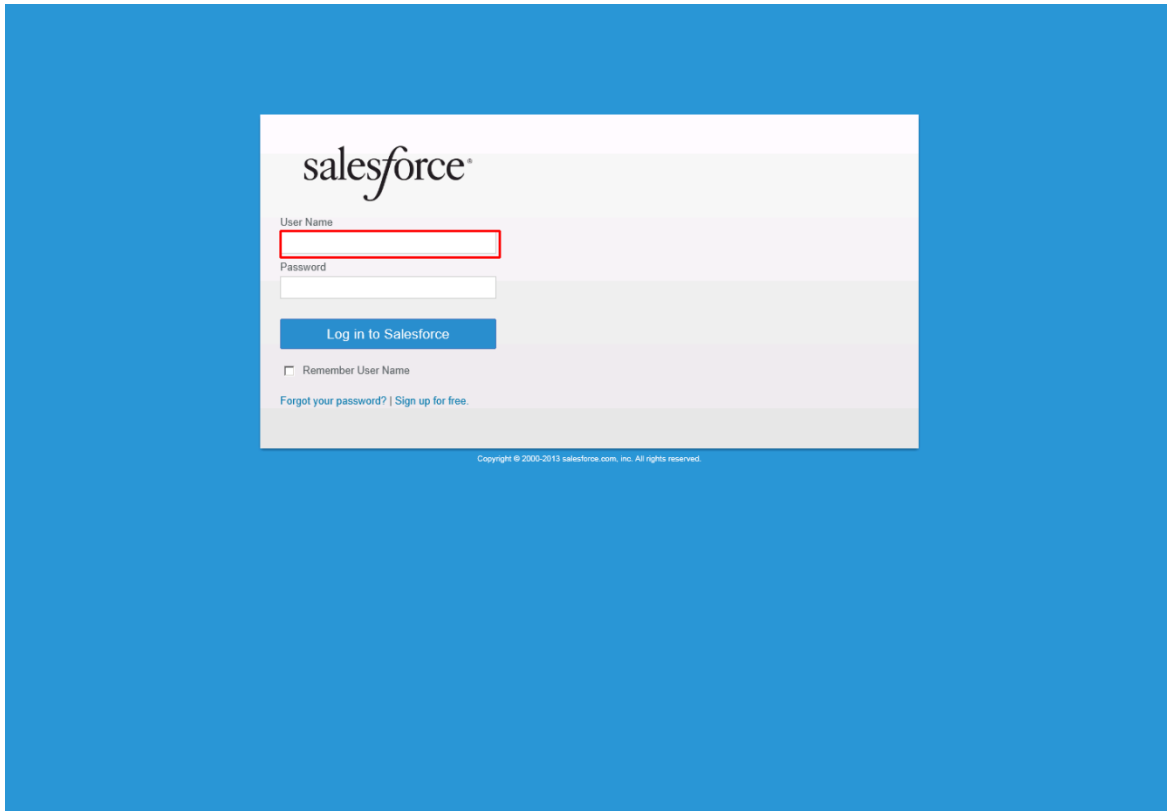 salesforce®
User Name
Password
Log in to Salesforce
Remember User Name
Forgot your password? | Sign up for free.
Copyright © 2000-2013 salesforce.com, inc. All rights reserved.